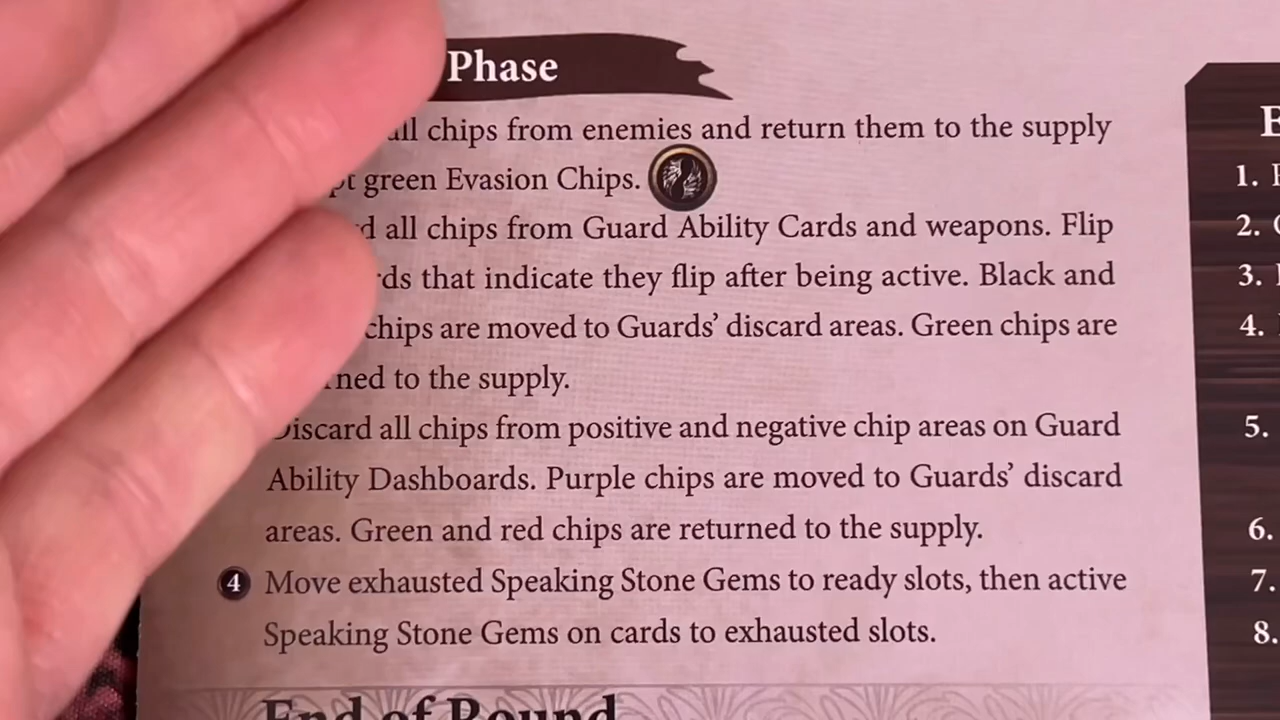 Phase
all chips from enemies and return them to the supply
green Evasion Chips.
all chips from Guard Ability Cards and weapons. Flip
that indicate they flip after being active. Black and
chips are moved to Guards’ discard areas. Green chips are
to the supply.
Discard all chips from positive and negative chip areas on Guard
Ability Dashboards. Purple chips are moved to Guards’ discard
areas. Green and red chips are returned to the supply.
4 Move exhausted Speaking Stone Gems to ready slots, then active
Speaking Stone Gems on cards to exhausted slots.
End of Round
1.
2.
3.
4.
5.
6.
7.
8.